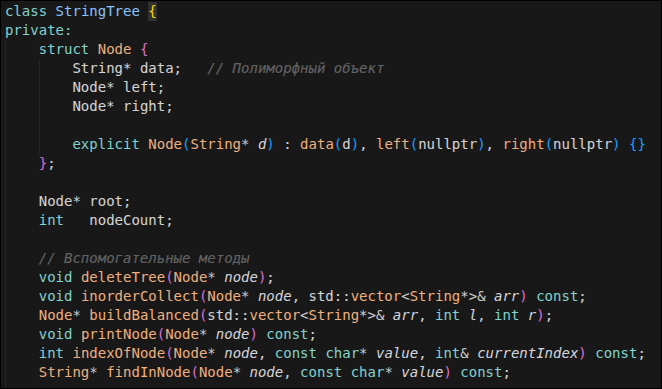 class StringTree {
private:
    struct Node {
        String* data;   // Полиморфный объект
        Node* left;
        Node* right;

        explicit Node(String* d) : data(d), left(nullptr), right(nullptr) {}
    };

    Node* root;
    int   nodeCount;

    // Вспомогательные методы
    void deleteTree(Node* node);
    void inorderCollect(Node* node, std::vector<String*>& arr) const;
    Node* buildBalanced(std::vector<String*>& arr, int l, int r);
    void printNode(Node* node) const;
    int indexOfNode(Node* node, const char* value, int& currentIndex) const;
    String* findInNode(Node* node, const char* value) const;